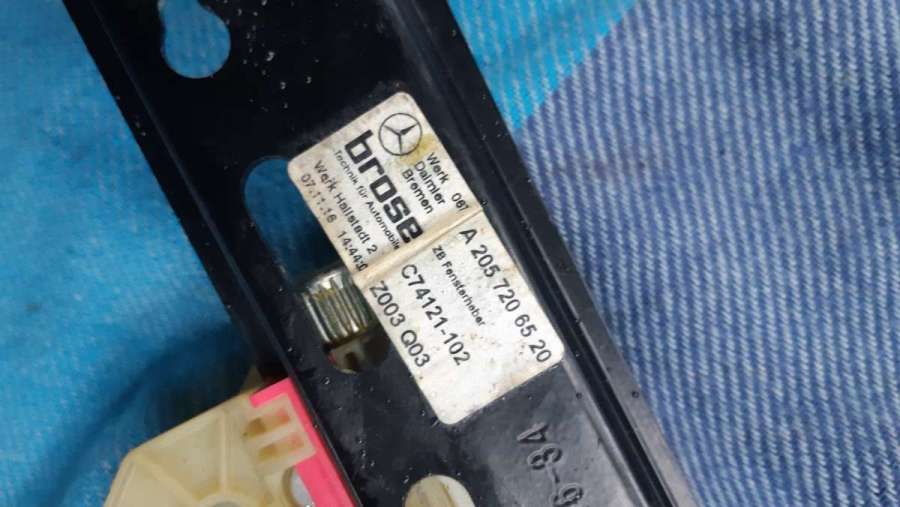 brose
Technik für Automobile
Werk Hallstadt 2
07.11.16 14:44:0
Werk 067
Daimler
Bremen
A 205 720 65 20
ZB Fensterheber
C74121-102
Z003 Q03